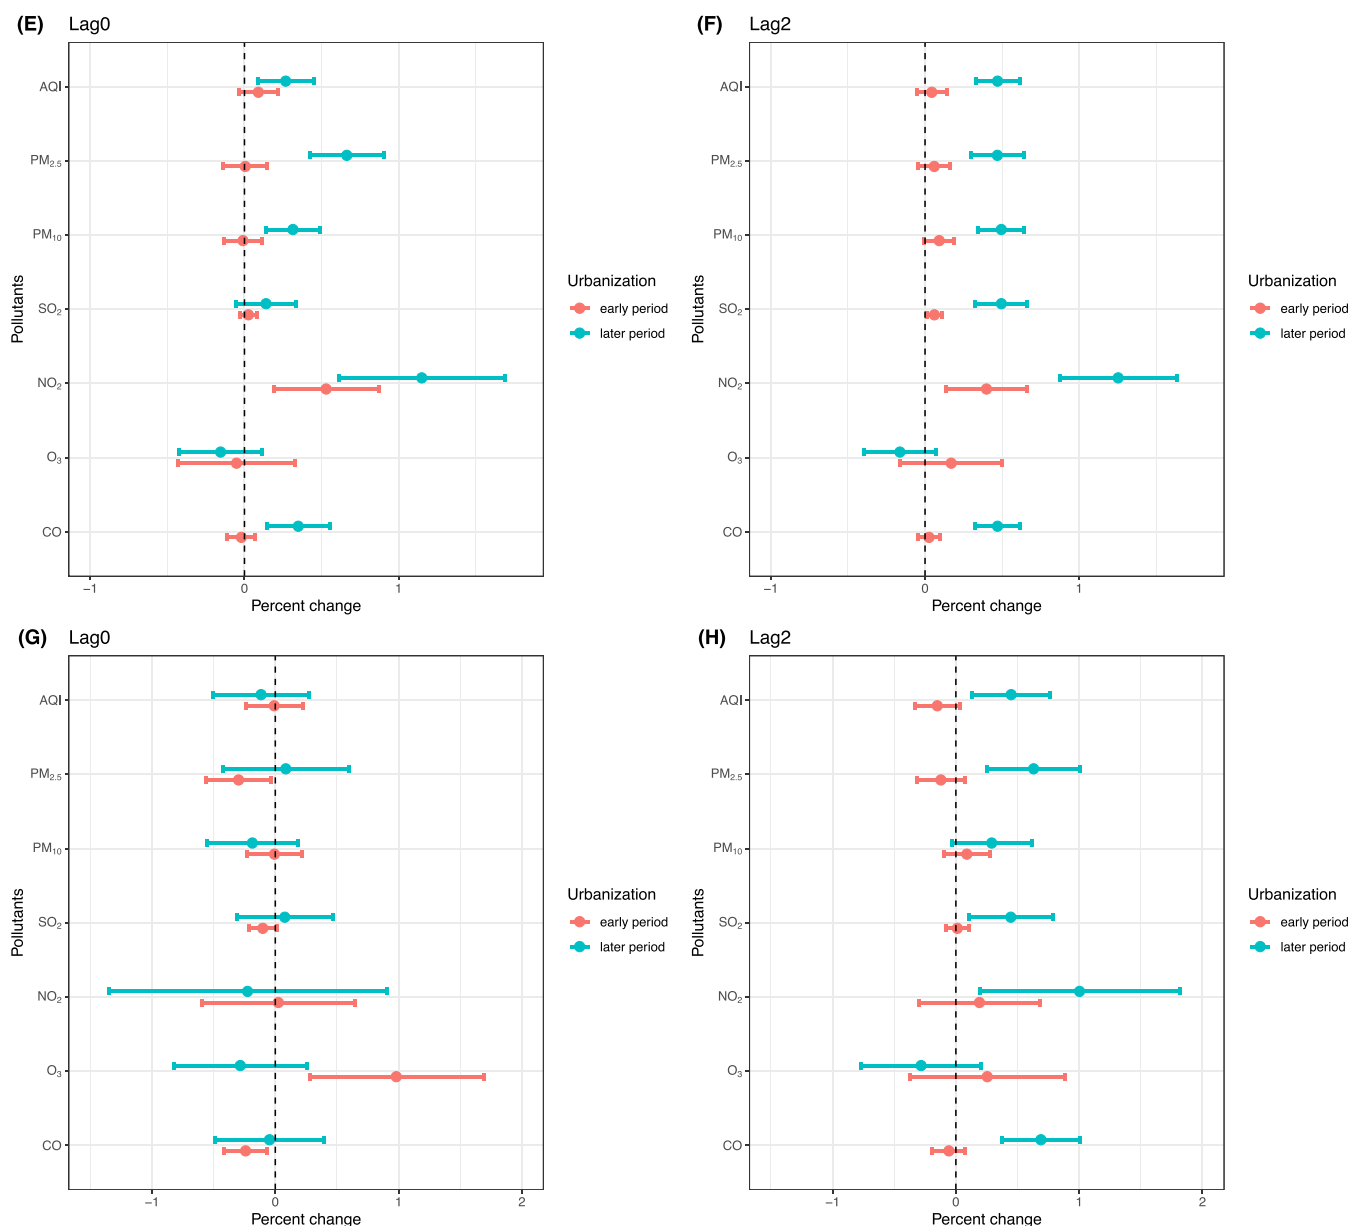 (E) Lag0
AQI
PM2.5
PM10
SO2
NO2
O3
CO
Pollutants
−1 0 1
Percent change
Urbanization
early period
later period
(F) Lag2
AQI
PM2.5
PM10
SO2
NO2
O3
CO
Pollutants
−1 0 1
Percent change
Urbanization
early period
later period
(G) Lag0
AQI
PM2.5
PM10
SO2
NO2
O3
CO
Pollutants
−1 0 1 2
Percent change
Urbanization
early period
later period
(H) Lag2
AQI
PM2.5
PM10
SO2
NO2
O3
CO
Pollutants
−1 0 1 2
Percent change
Urbanization
early period
later period